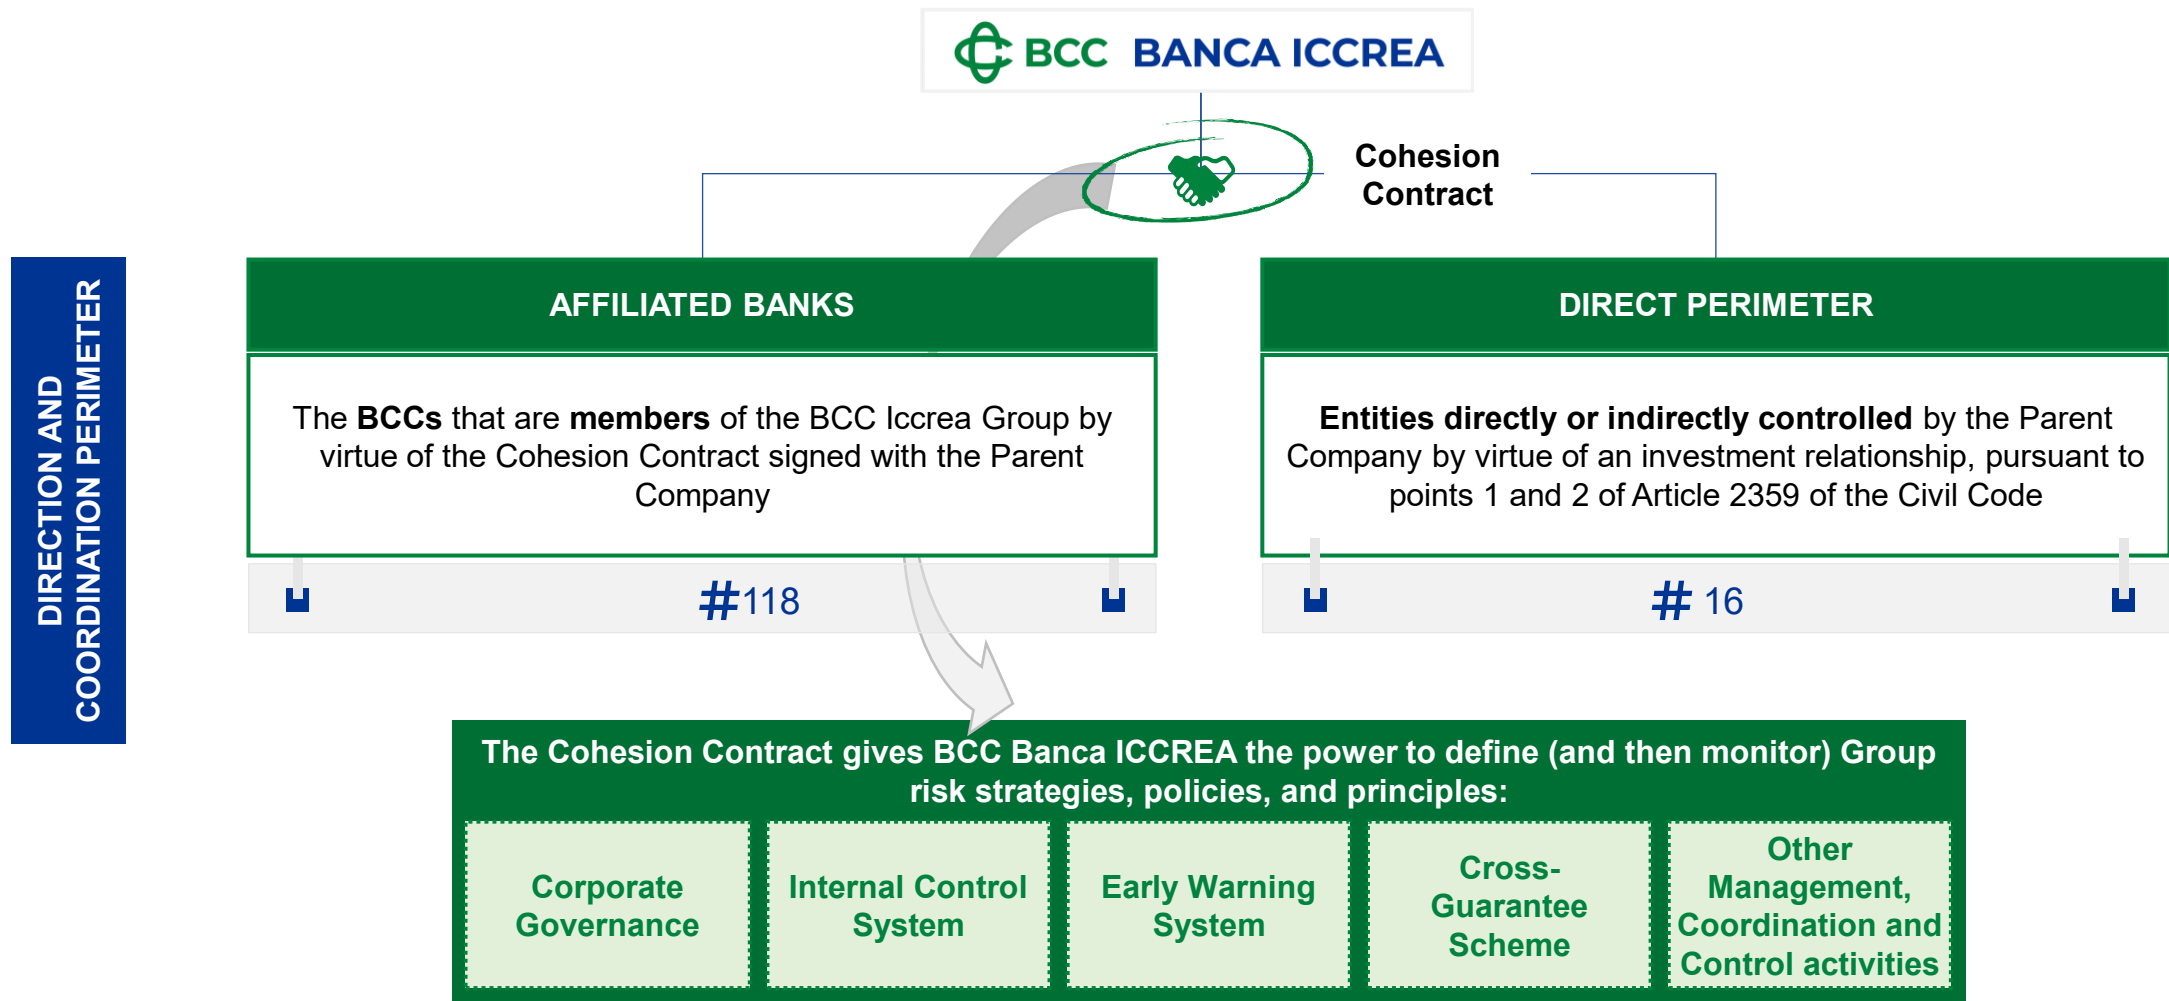 BCC BANCA ICCREA
Cohesion
Contract
DIRECTION AND
COORDINATION PERIMETER
AFFILIATED BANKS
The BCCs that are members of the BCC Iccrea Group by
virtue of the Cohesion Contract signed with the Parent
Company
#118
DIRECT PERIMETER
Entities directly or indirectly controlled by the Parent
Company by virtue of an investment relationship, pursuant to
points 1 and 2 of Article 2359 of the Civil Code
# 16
The Cohesion Contract gives BCC Banca ICCREA the power to define (and then monitor) Group
risk strategies, policies, and principles:
Corporate
Governance
Internal Control
System
Early Warning
System
Cross-
Guarantee
Scheme
Other
Management,
Coordination and
Control activities